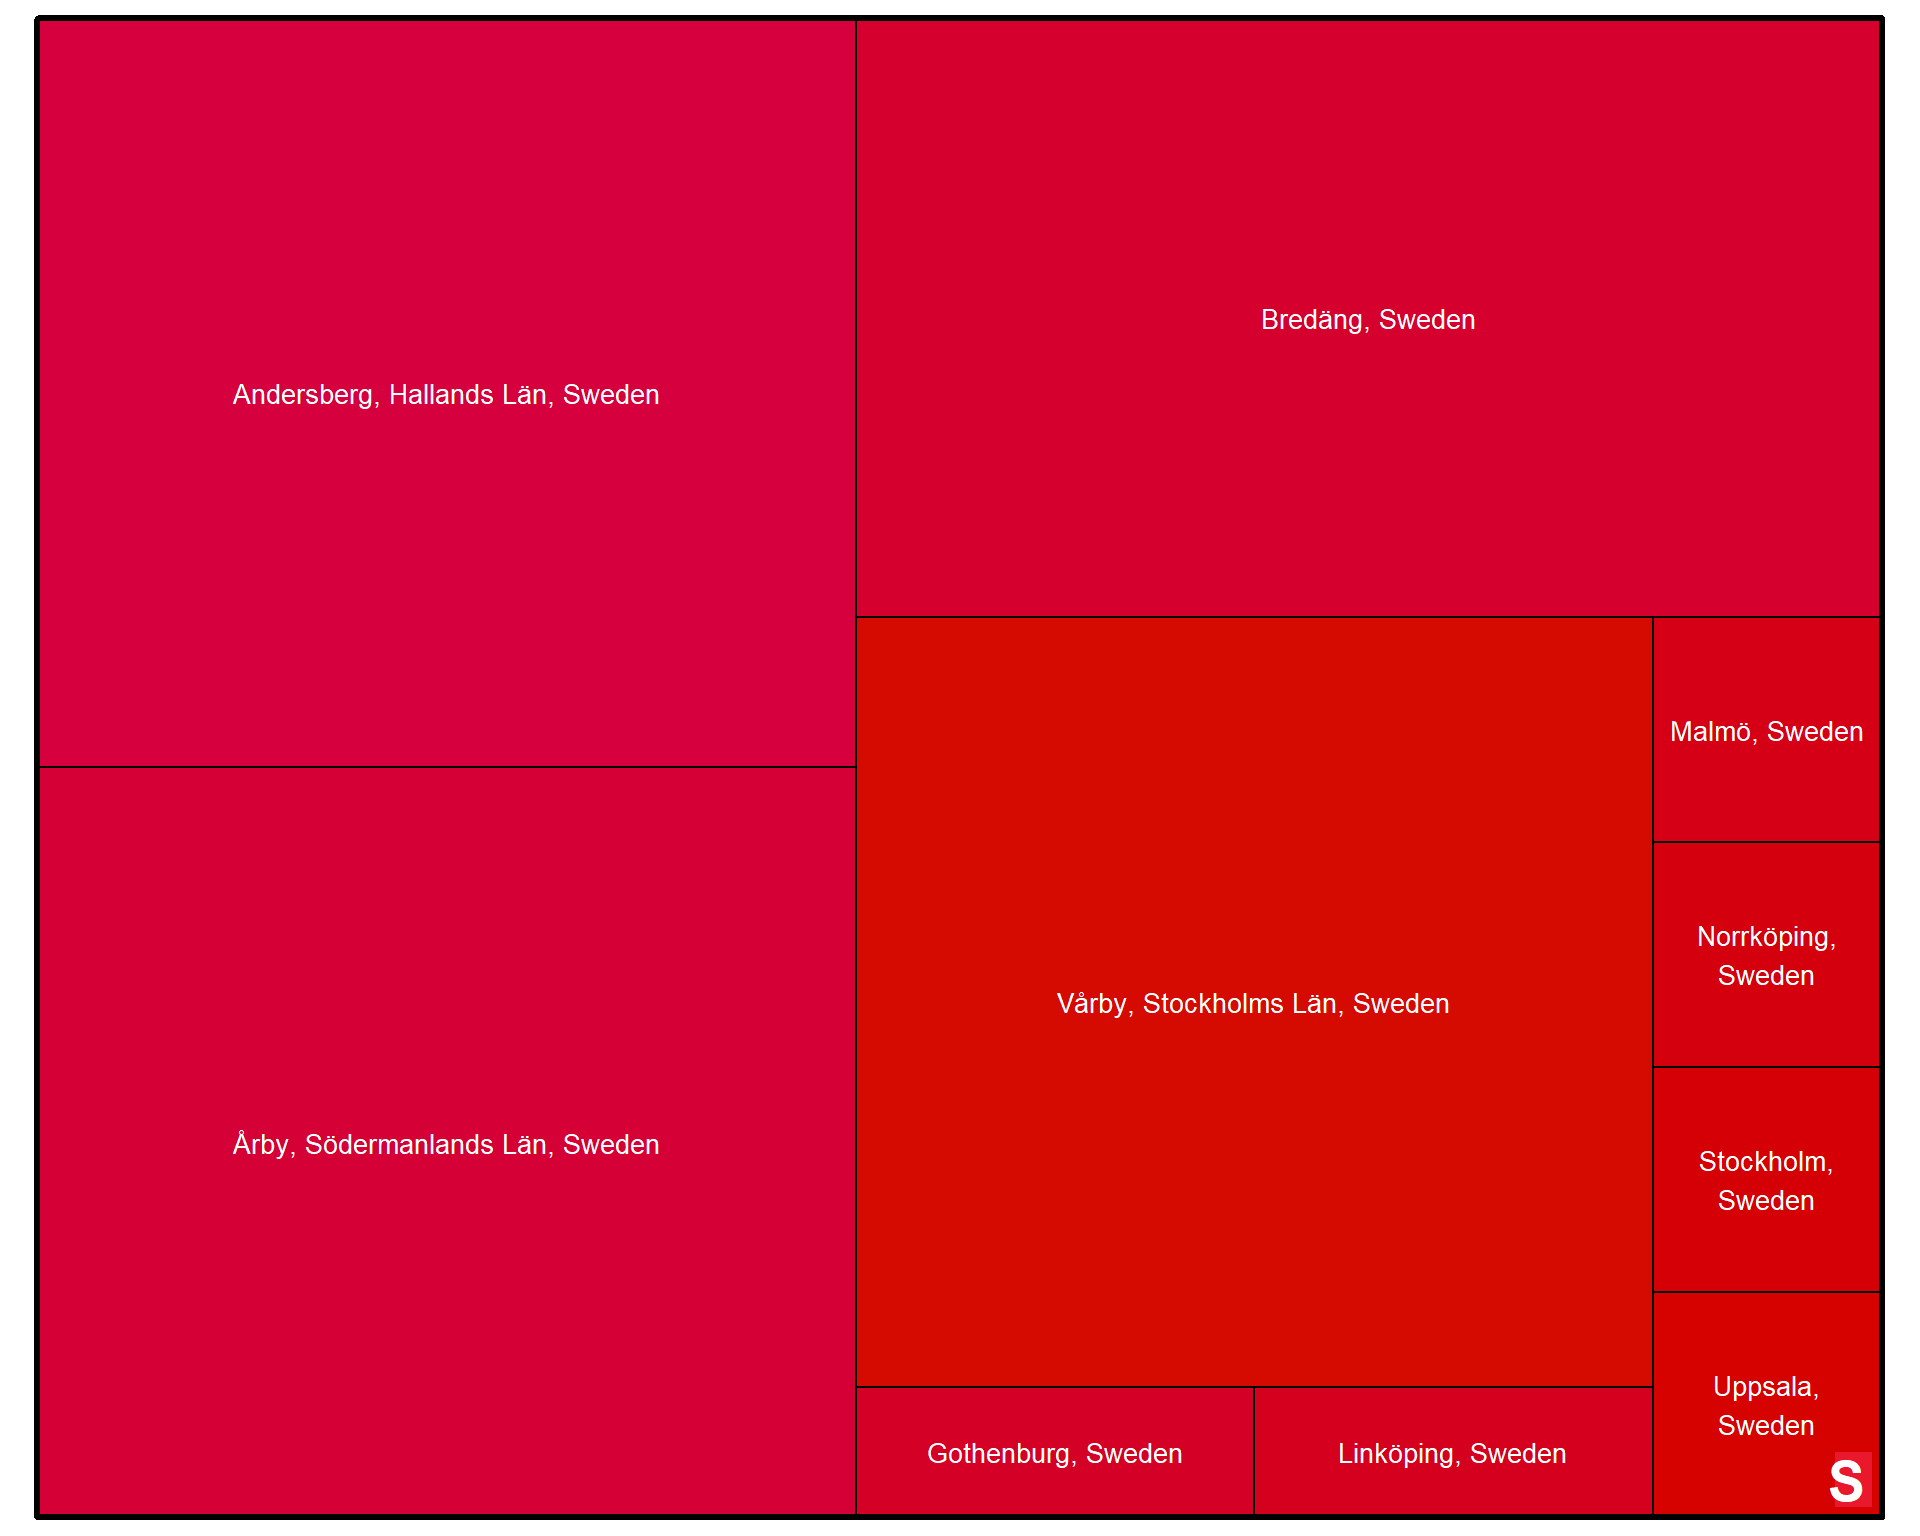 Andersberg, Hallands Län, Sweden
Bredäng, Sweden
Årby, Södermanlands Län, Sweden
Vårby, Stockholms Län, Sweden
Malmö, Sweden
Norrköping,
Sweden
Stockholm,
Sweden
Uppsala,
Sweden
Gothenburg, Sweden
Linköping, Sweden
S